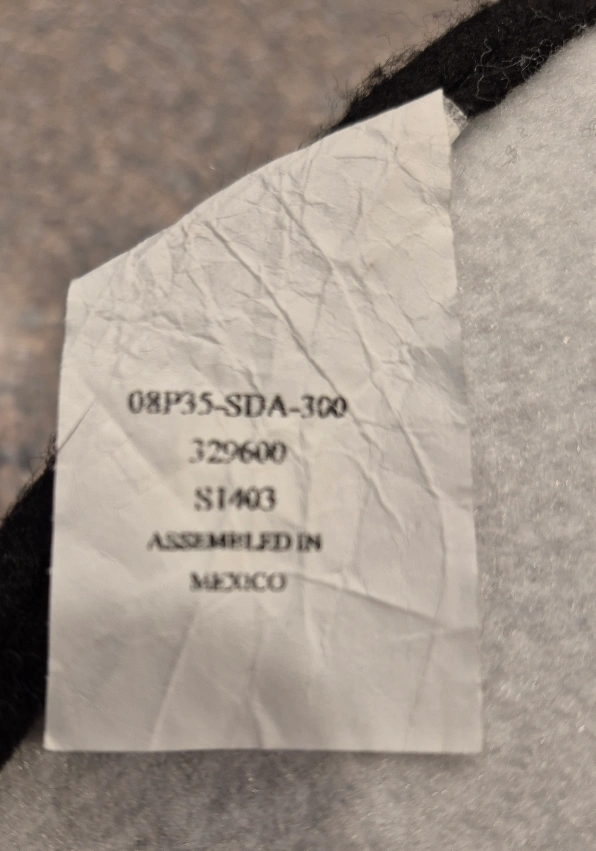 08P35-SDA-300
329600
S1403
ASSEMBLED IN
MEXICO